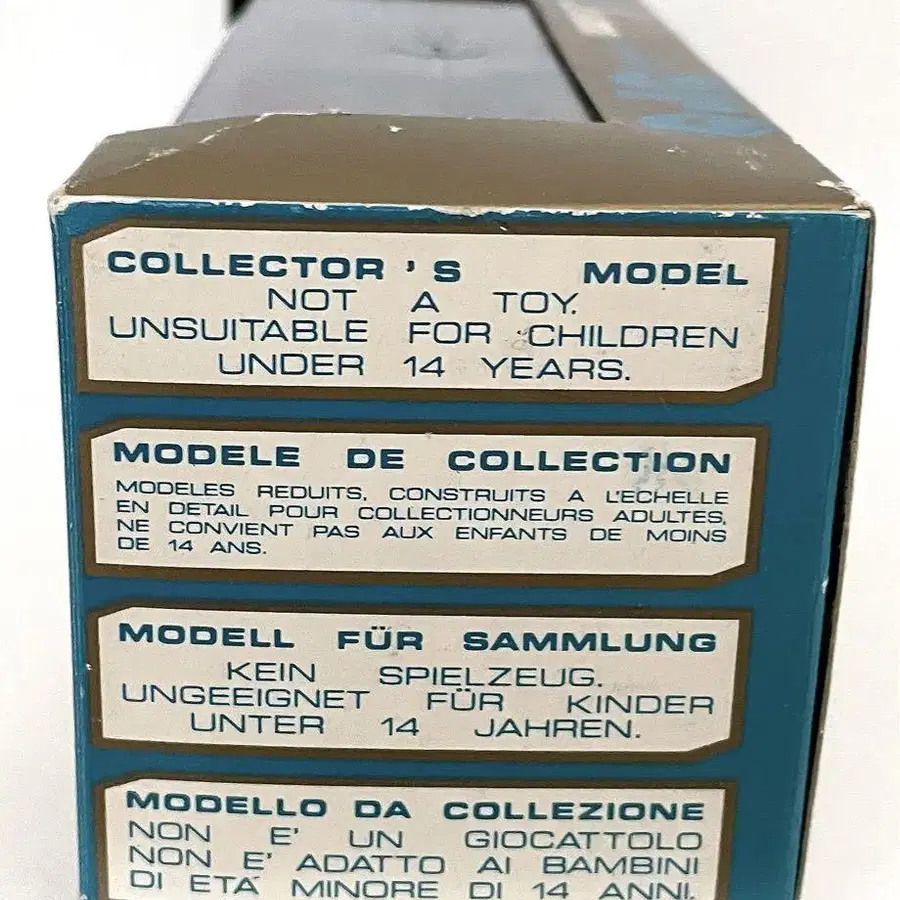 COLLECTOR'S MODEL
NOT A TOY.
UNSUITABLE FOR CHILDREN
UNDER 14 YEARS.
MODELE DE COLLECTION
MODELES REDUITS, CONSTRUITS A L'ECHELLE
EN DETAIL POUR COLLECTIONNEURS ADULTES,
NE CONVIENT PAS AUX ENFANTS DE MOINS
DE 14 ANS.
MODELL FÜR SAMMLUNG
KEIN SPIELZEUG.
UNGEEIGNET FÜR KINDER
UNTER 14 JAHREN.
MODELLO DA COLLEZIONE
NON E' UN GIOCATTOLO
NON E' ADATTO AI BAMBINI
DI ETÁ MINORE DI 14 ANNI.